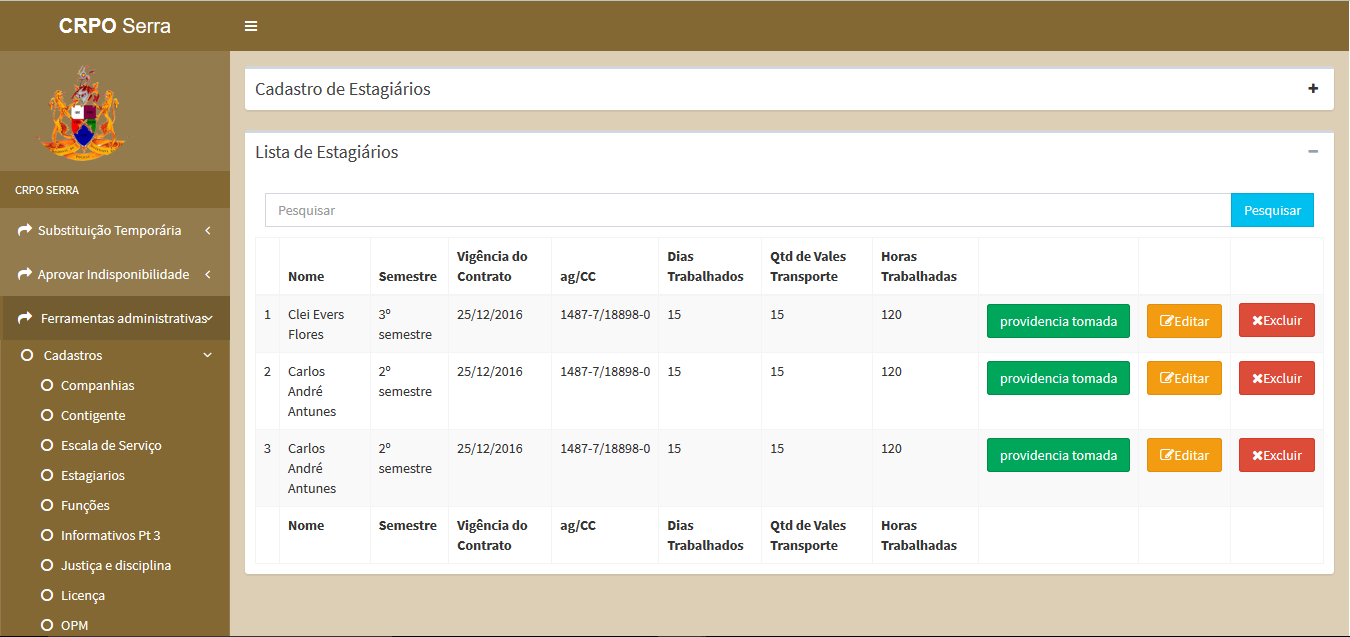 CRPO Serra
CRPO SERRA
Substituição Temporária
Aprovar Indisponibilidade
Ferramentas administrativas
Cadastros
Companhias
Contigente
Escala de Serviço
Estagiarios
Funções
Informativos Pt 3
Justiça e disciplina
Licença
OPM
Cadastro de Estagiários
Lista de Estagiários
Pesquisar Pesquisar
Nome Semestre Vigência do Contrato ag/CC Dias Trabalhados Qtd de Vales Transporte Horas Trabalhadas
1 Clei Evers Flores 3º semestre 25/12/2016 1487-7/18898-0 15 15 120 providencia tomada Editar Excluir
2 Carlos André Antunes 2º semestre 25/12/2016 1487-7/18898-0 15 15 120 providencia tomada Editar Excluir
3 Carlos André Antunes 2º semestre 25/12/2016 1487-7/18898-0 15 15 120 providencia tomada Editar Excluir
Nome Semestre Vigência do Contrato ag/CC Dias Trabalhados Qtd de Vales Transporte Horas Trabalhadas